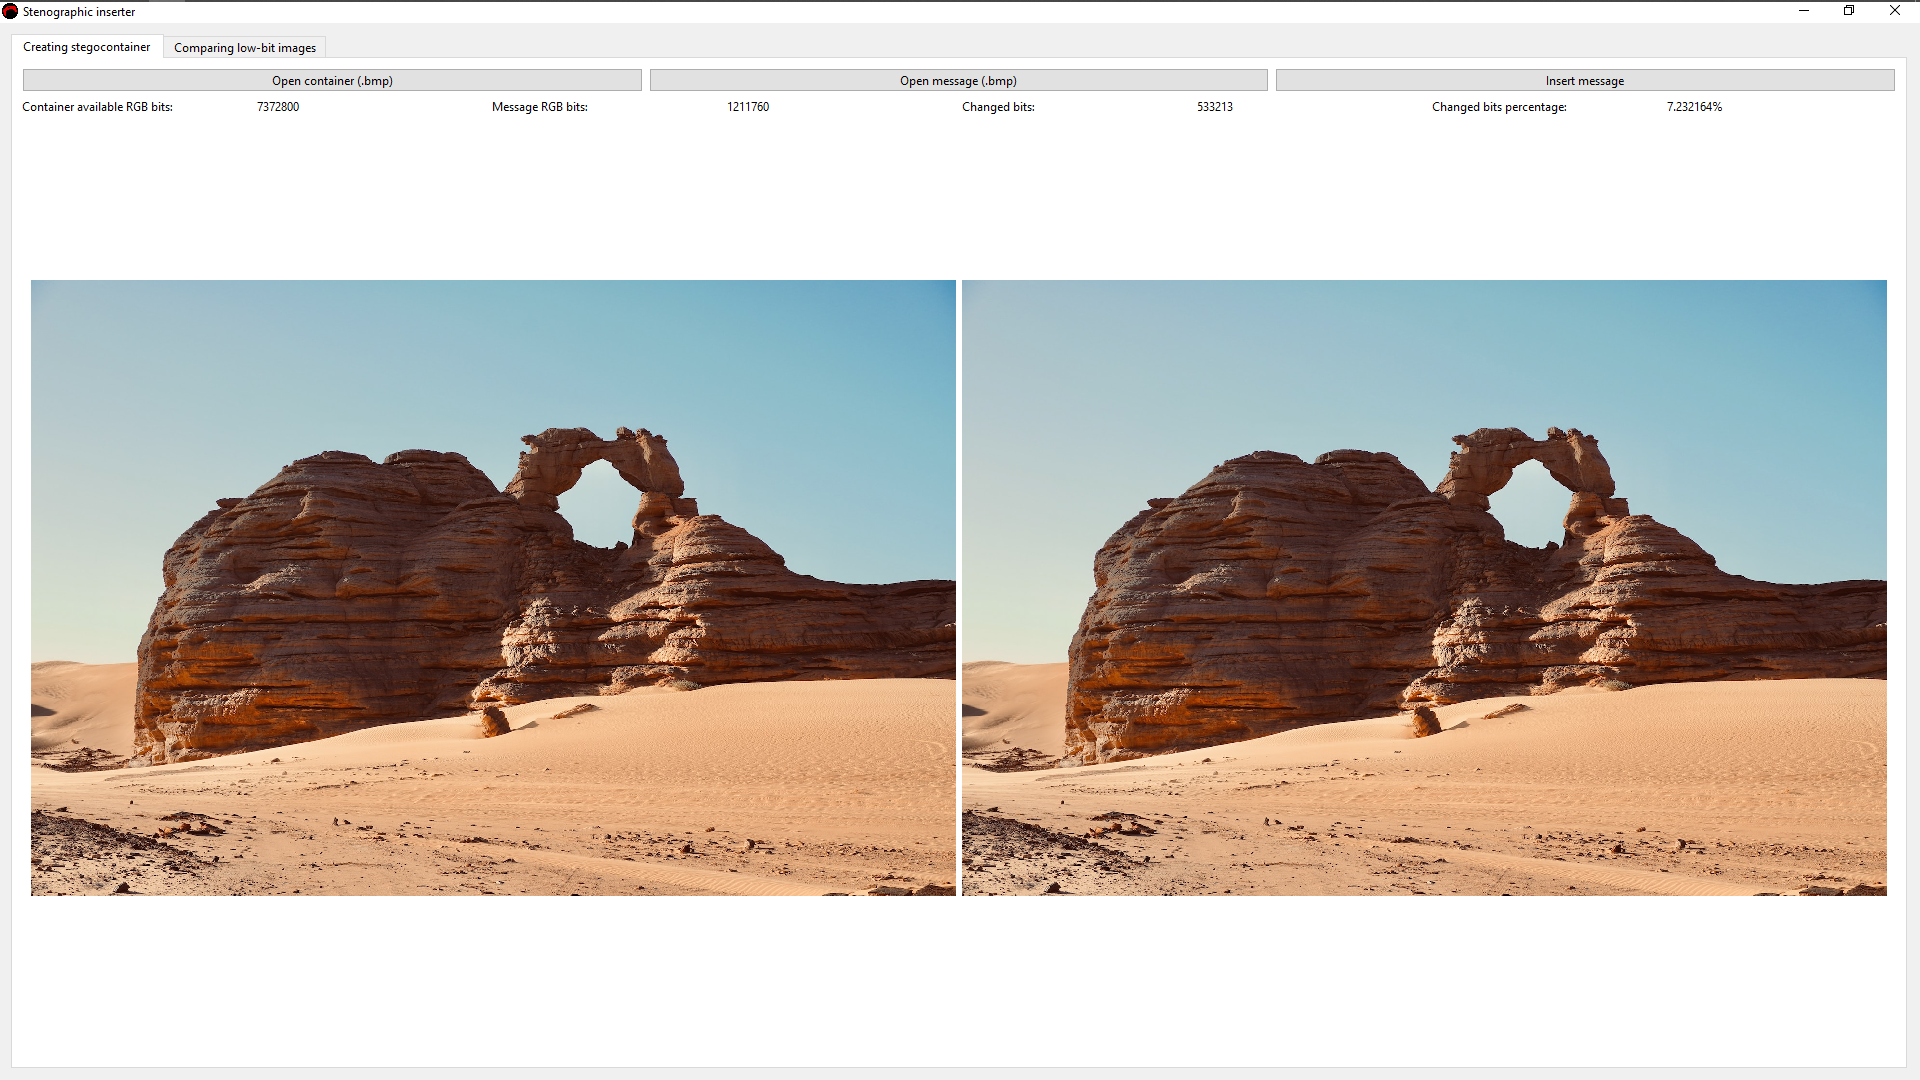 Stenographic inserter
Creating stegocontainer
Comparing low-bit images
Open container (.bmp)
Open message (.bmp)
Insert message
Container available RGB bits: 7372800
Message RGB bits: 1211760
Changed bits: 533213
Changed bits percentage: 7.232164%